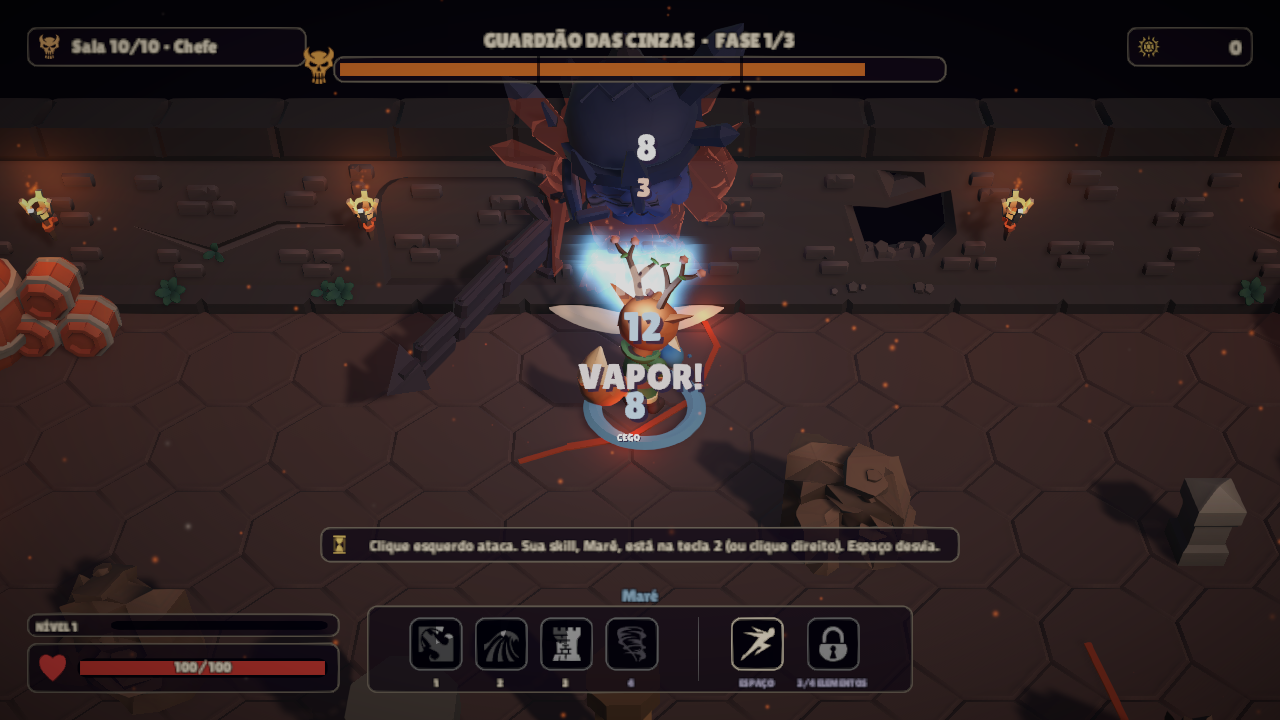 Sala 10/10 - Chefe
GUARDIÃO DAS CINZAS - FASE 1/3
0
8
3
12
VAPOR!
8
CEGO
Clique esquerdo ataca. Sua skill, Maré, está na tecla 2 (ou clique direito). Espaço desvia.
Maré
NÍVEL 1
100/100
1 2 3 4 ESPAÇO 3/4 ELEMENTOS